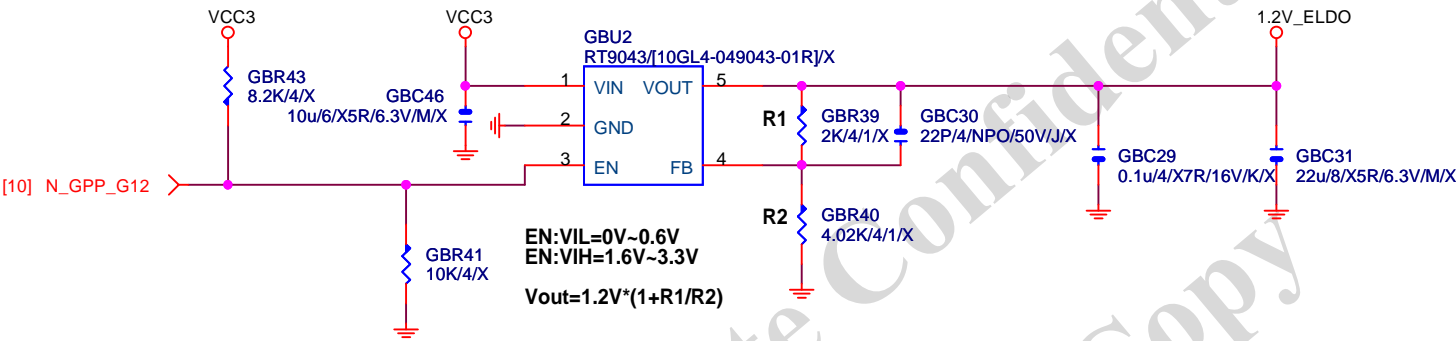 VCC3
VCC3
1.2V_ELDO
GBU2
RT9043/[10GL4-049043-01R]/X
GBR43
8.2K/4/X
GBC46
10u/6/X5R/6.3V/M/X
1
VIN
VOUT
5
2
GND
3
EN
FB
4
R1
GBR39
2K/4/1/X
GBC30
22P/4/NPO/50V/J/X
GBC29
0.1u/4/X7R/16V/K/X
GBC31
22u/8/X5R/6.3V/M/X
[10] N_GPP_G12
R2
GBR40
4.02K/4/1/X
GBR41
10K/4/X
EN:VIL=0V~0.6V
EN:VIH=1.6V~3.3V
Vout=1.2V*(1+R1/R2)
te Confident
Copy